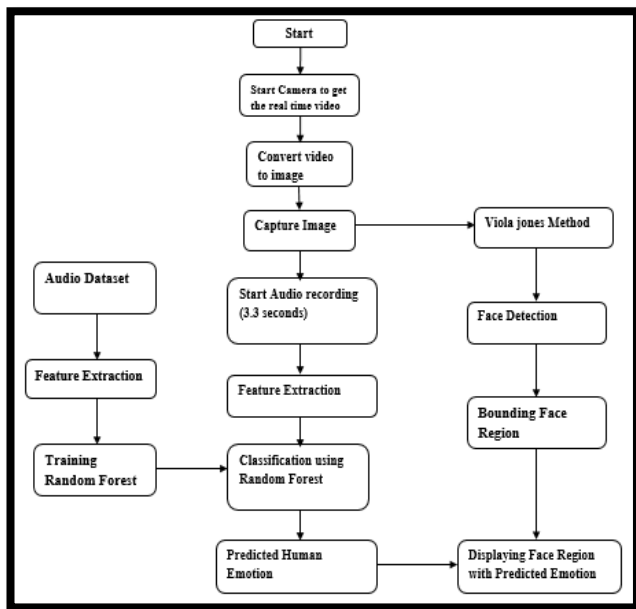 Start
Start Camera to get
the real time video
Convert video
to image
Capture Image
Viola jones Method
Audio Dataset
Start Audio recording
(3.3 seconds)
Face Detection
Feature Extraction
Feature Extraction
Bounding Face
Region
Training
Random Forest
Classification using
Random Forest
Predicted Human
Emotion
Displaying Face Region
with Predicted Emotion